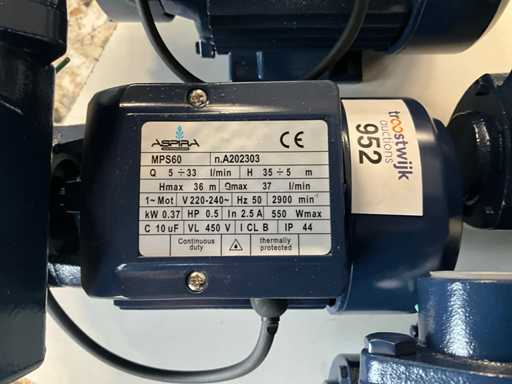 ASPIRA
CE
MPS60 n.A202303
Q 5÷33 l/min H 35÷5 m
Hmax 36 m Qmax 37 l/min
1~ Mot V 220-240~ Hz 50 2900 min⁻¹
kW 0.37 HP 0.5 In 2.5 A 550 Wmax
C 10 uF VL 450 V I CL B IP 44
Continuous duty thermally protected
troostwijk
auctions
952